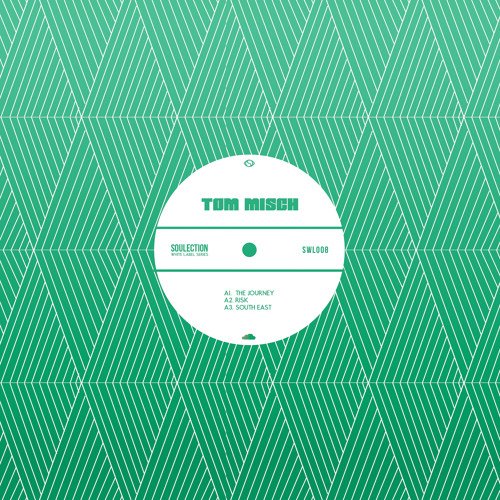 TOM MISCH
SOULECTION
WHITE LABEL SERIES
SWL008
A1. THE JOURNEY
A2. RISK
A3. SOUTH EAST